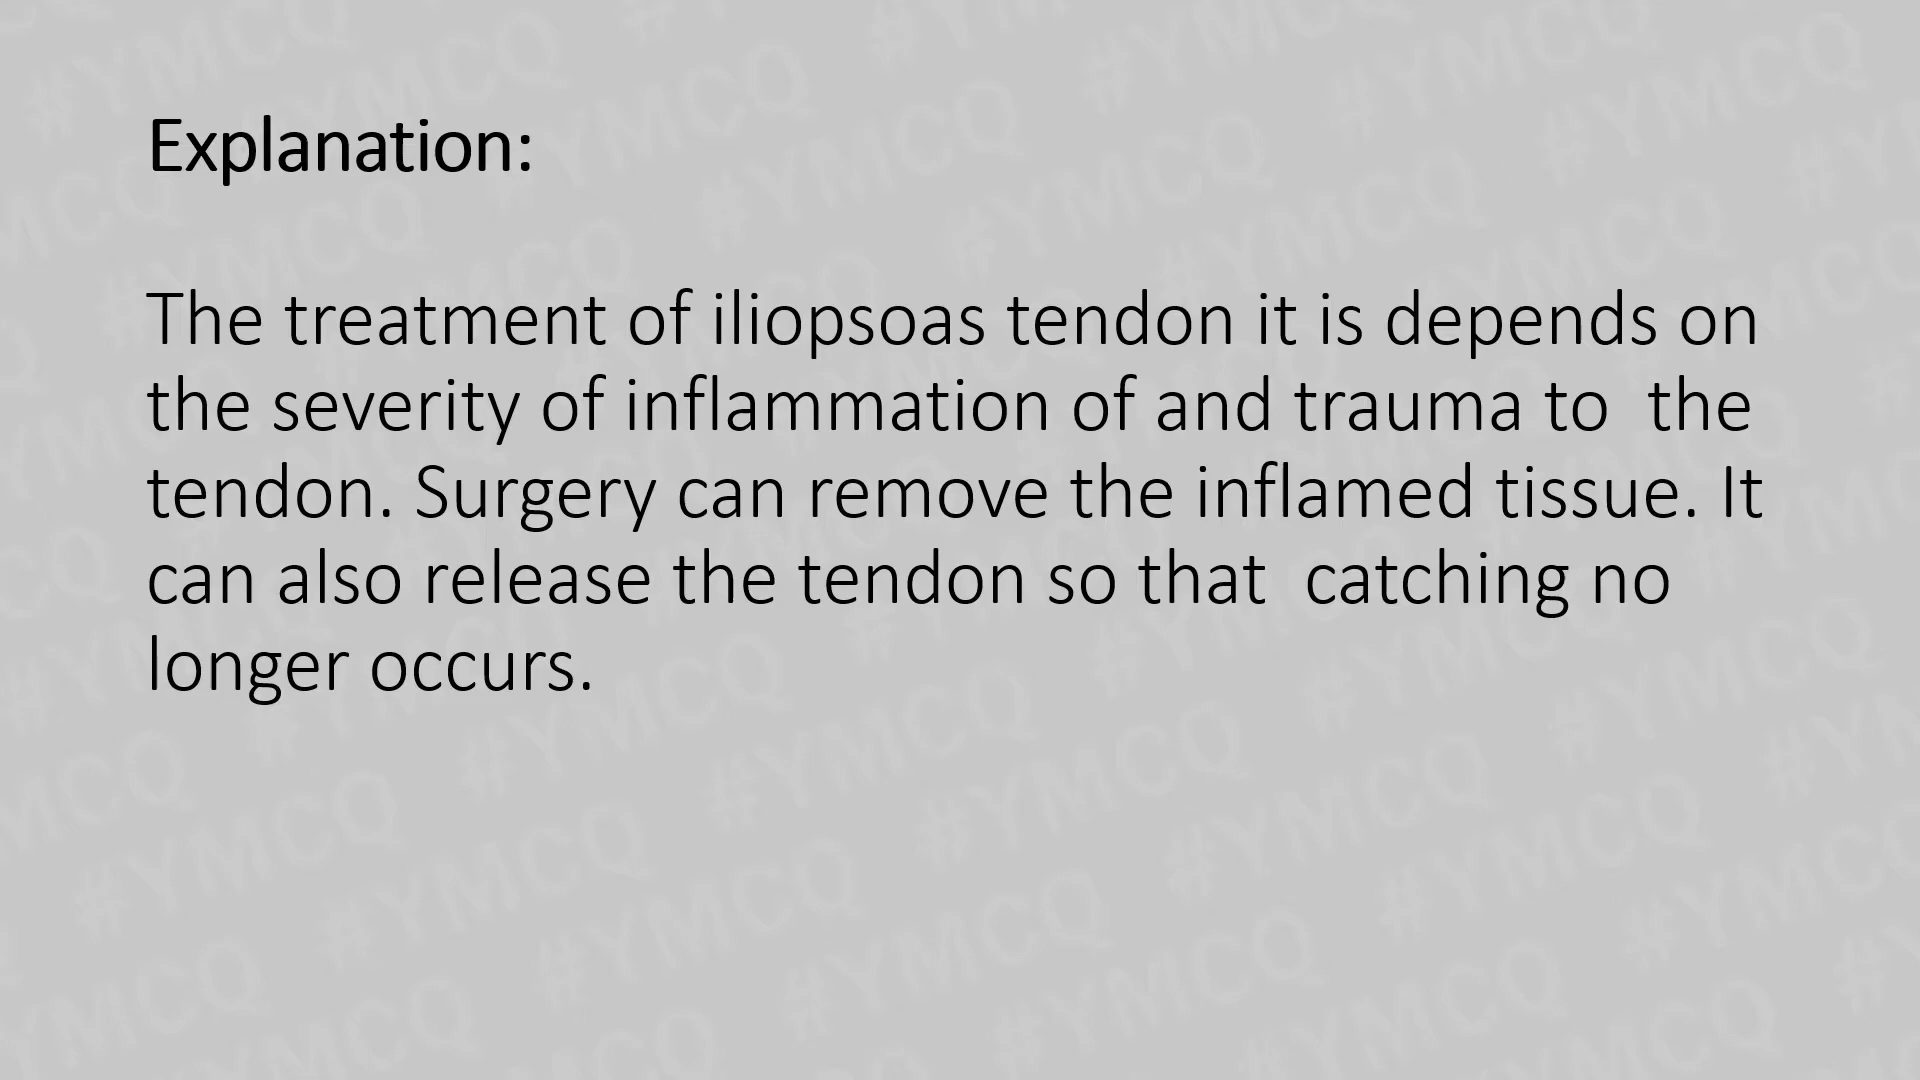 Explanation:
The treatment of iliopsoas tendon it is depends on
the severity of inflammation of and trauma to  the
tendon. Surgery can remove the inflamed tissue. It
can also release the tendon so that  catching no
longer occurs.
#YMCQ